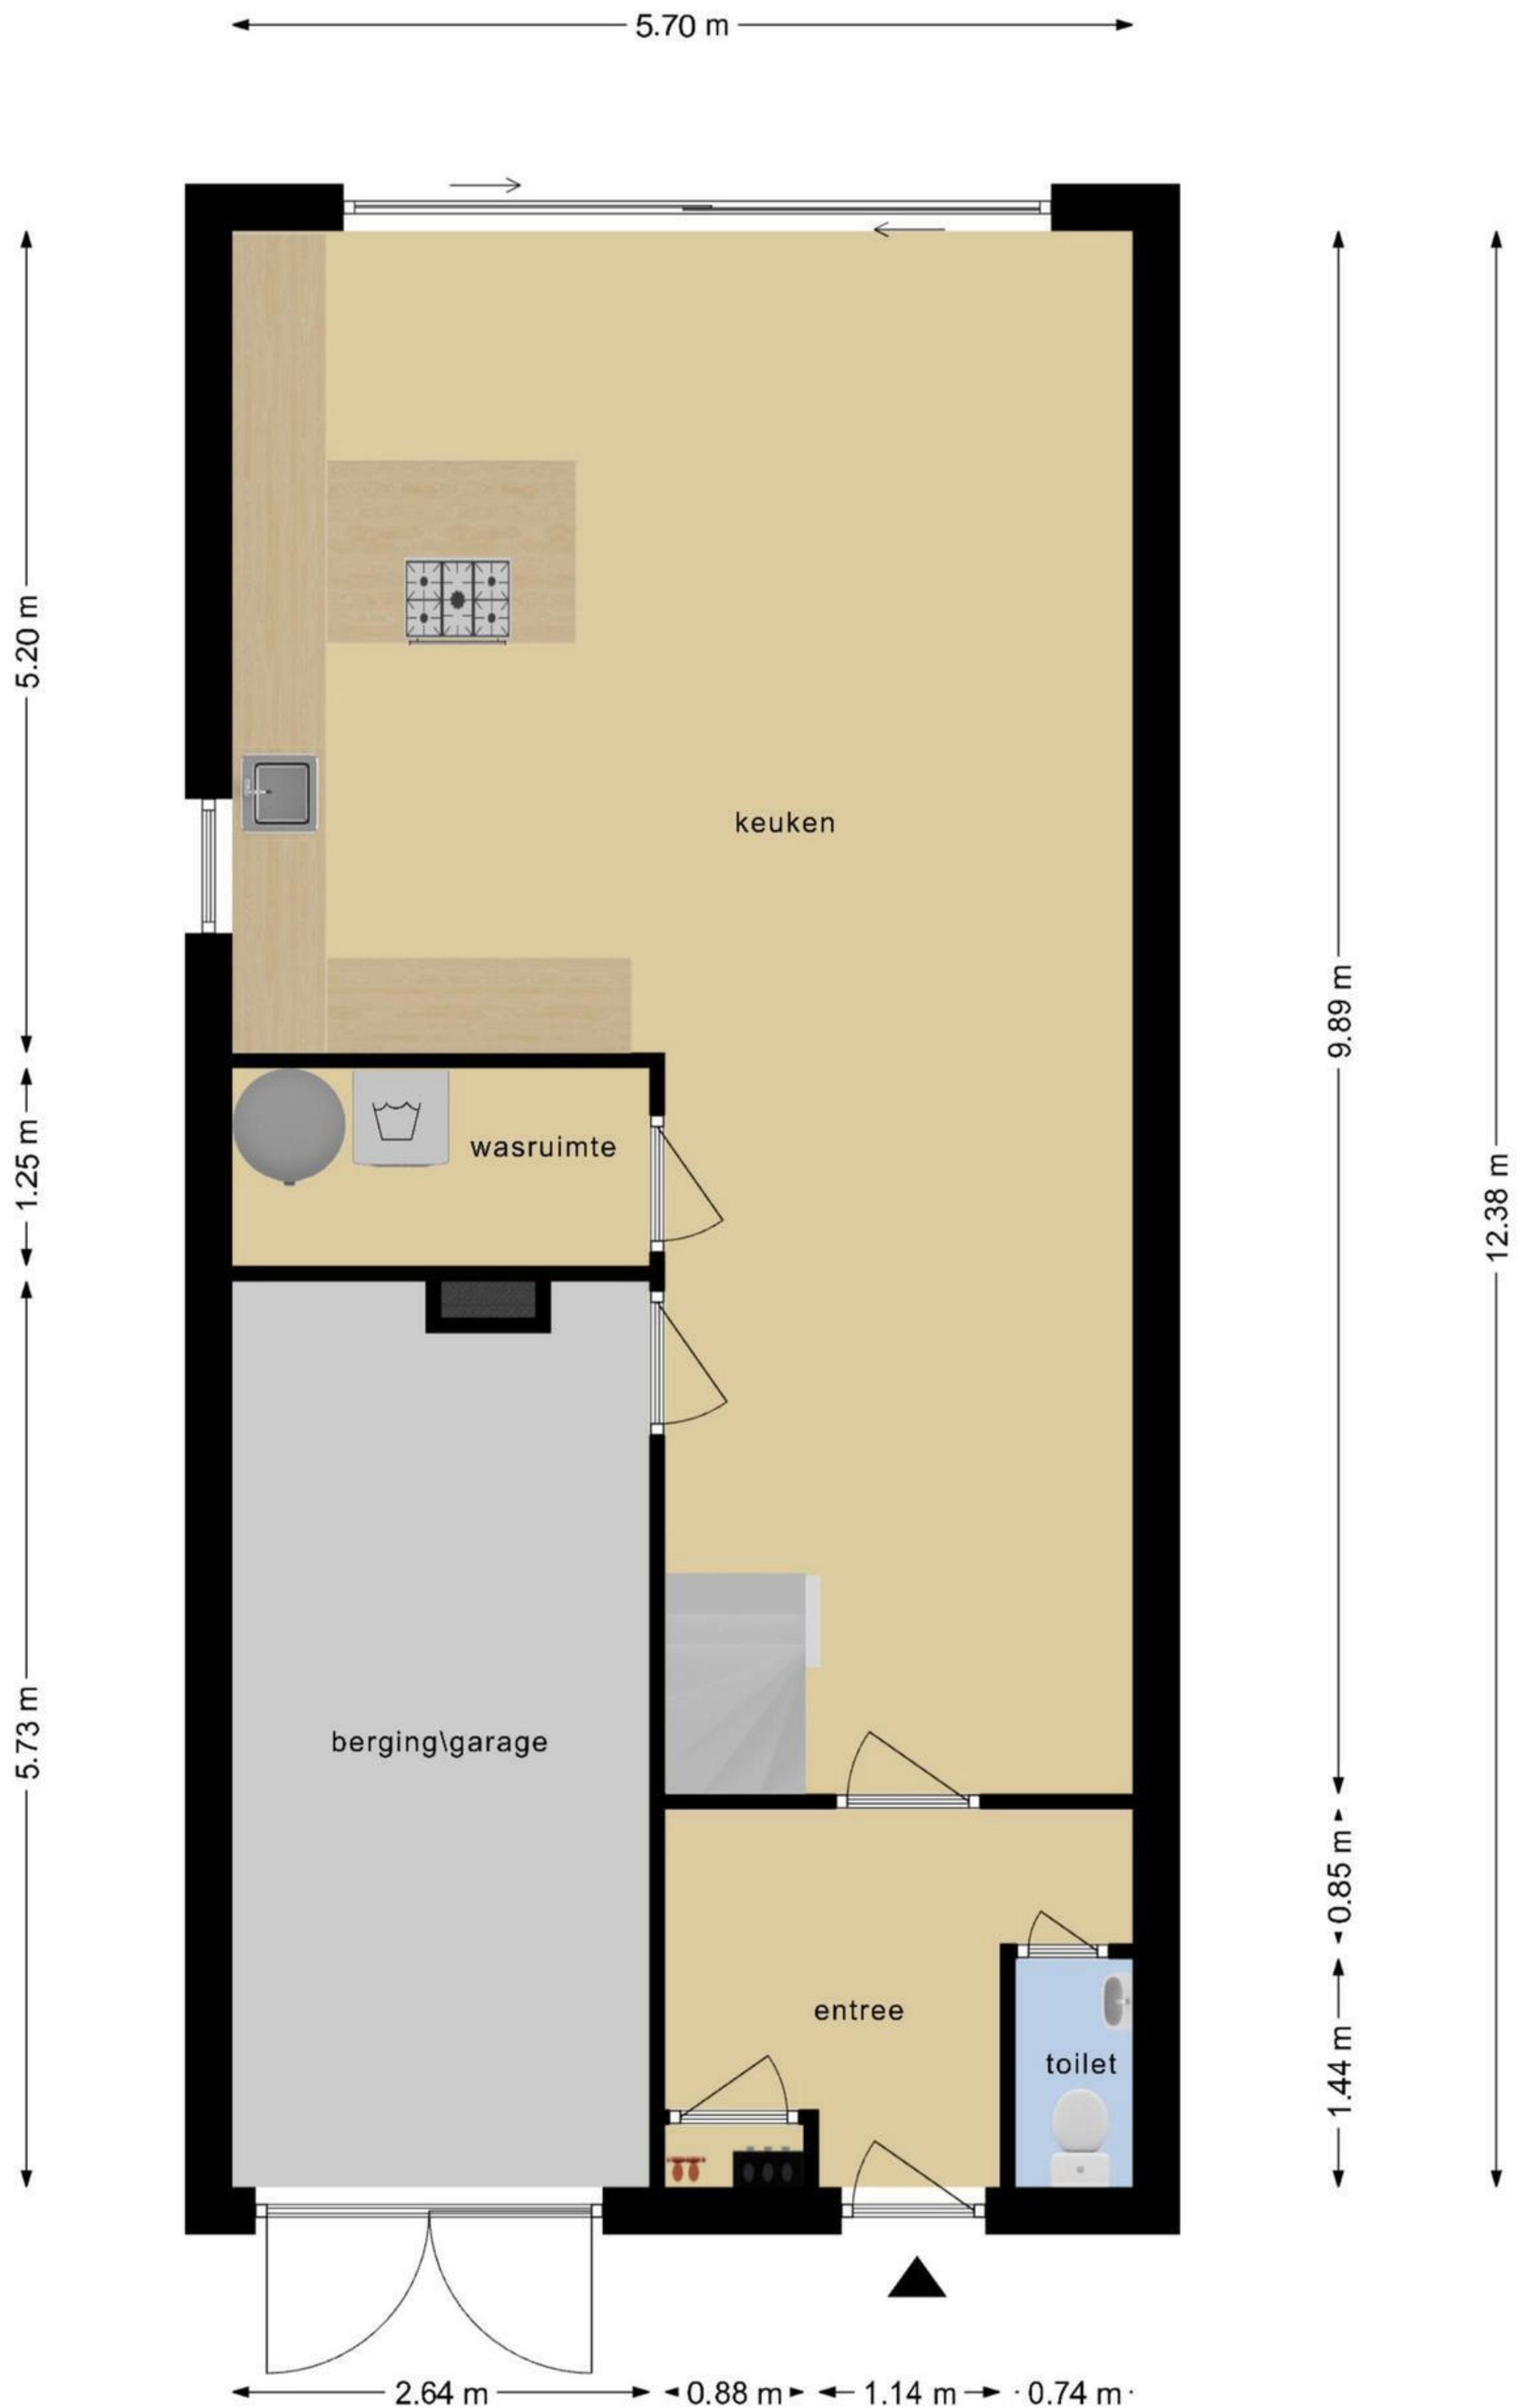 5.70 m
5.20 m
keuken
9.89 m
1.25 m
wasruimte
12.38 m
5.73 m
berging\garage
0.85 m
entree
toilet
1.44 m
2.64 m
0.88 m
1.14 m
0.74 m